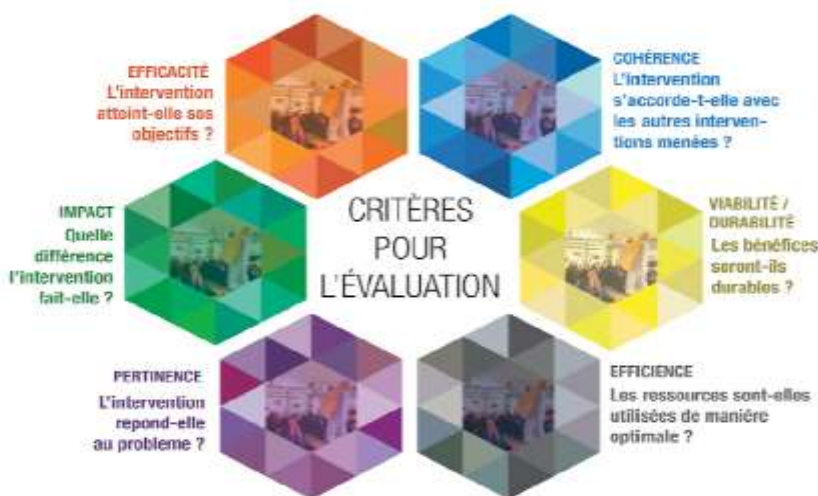 EFFICACITÉ
L'intervention
atteint-elle ses
objectifs ?
COHÉRENCE
L'intervention
s'accorde-t-elle avec
les autres interven-
tions menées ?
IMPACT
Quelle
différence
l'intervention
fait-elle ?
CRITÈRES
POUR
L'ÉVALUATION
VIABILITÉ /
DURABILITÉ
Les bénéfices
seront-ils
durables ?
PERTINENCE
L'intervention
repond-elle
au probleme ?
EFFICIENCE
Les ressources sont-elles
utilisées de manière
optimale ?